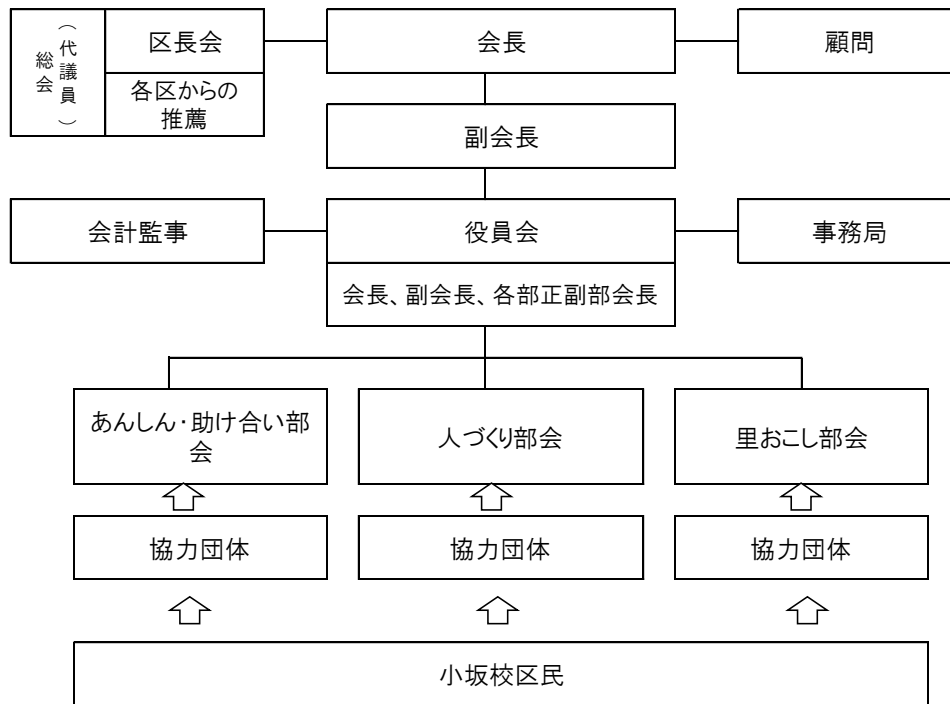 総会
（代議員）
区長会
各区からの
推薦
会長
顧問
副会長
会計監事
役員会
事務局
会長、副会長、各部正副部会長
あんしん・助け合い部
会
人づくり部会
里おこし部会
協力団体
協力団体
協力団体
小坂校区民